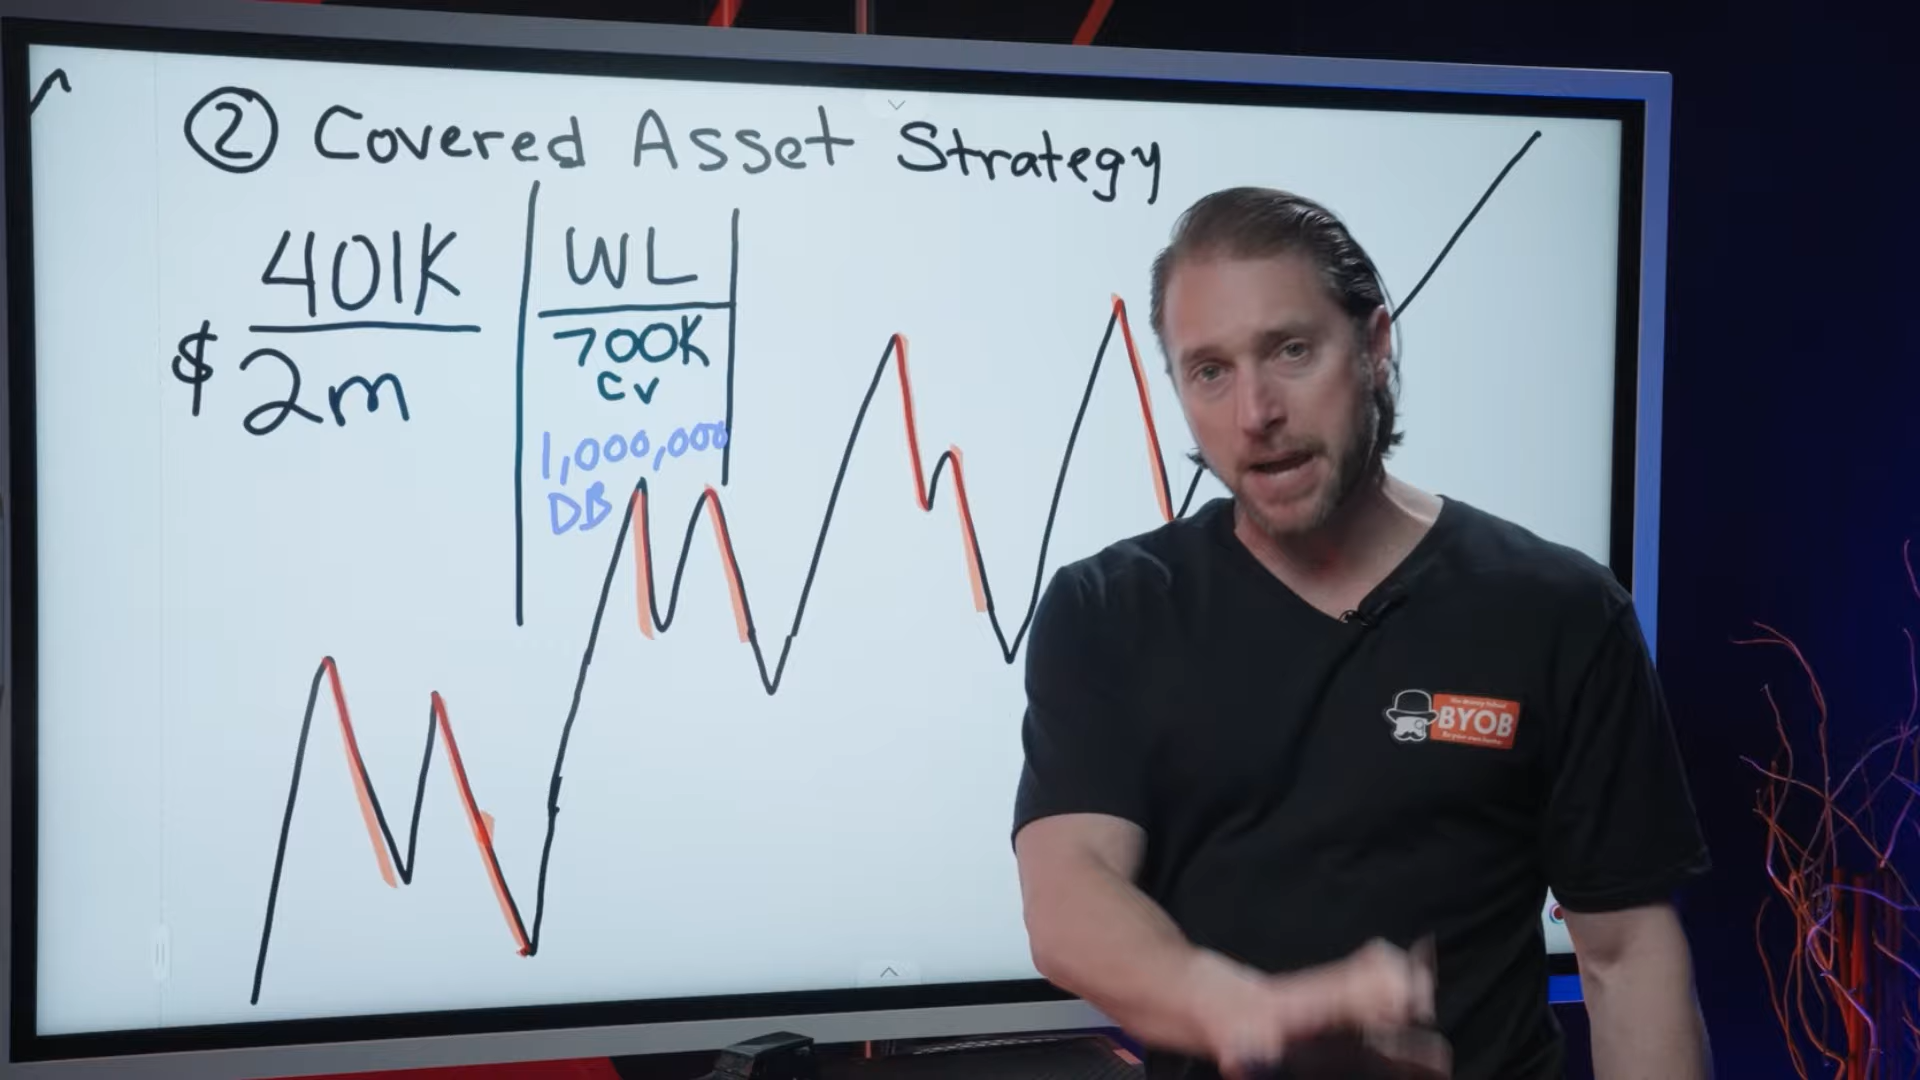 ② Covered Asset Strategy
401K
$ 2m
WL
700K
CV
1,000,000
DB
BYOB